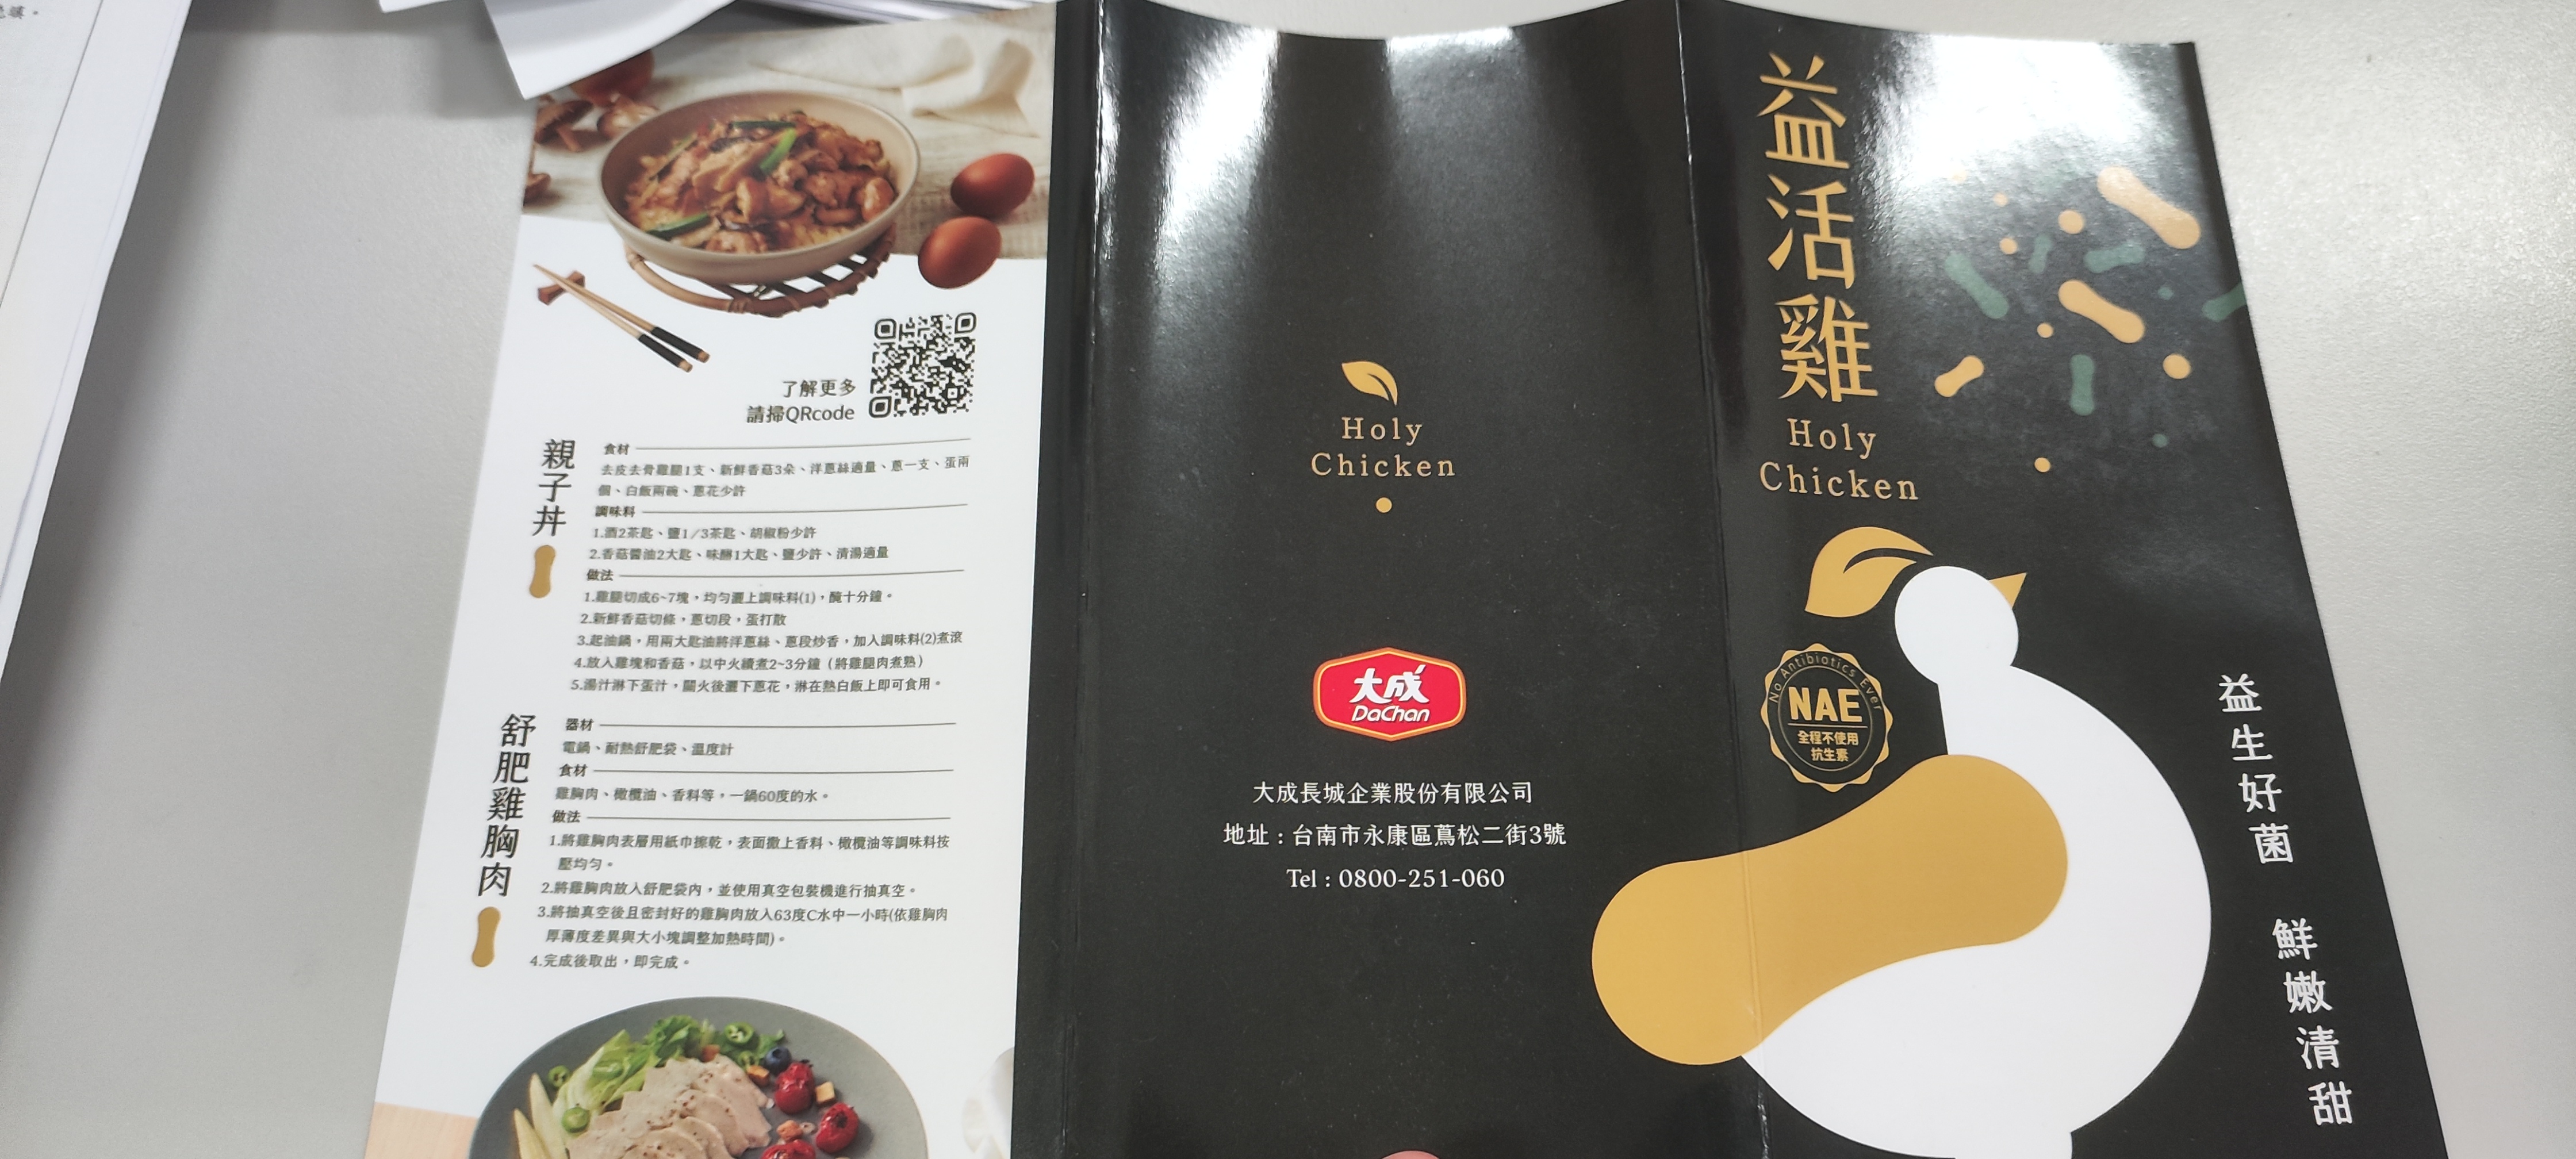 了解更多
請掃QRcode
親子丼
食材
去皮去骨雞腿1支、新鮮香菇3朵、洋蔥絲適量、蔥一支、蛋兩
個、白飯兩碗、蔥花少許
調味料
1.酒2茶匙、鹽1/3茶匙、胡椒粉少許
2.香菇醬油2大匙、味醂1大匙、鹽少許、清湯適量
做法
1.雞腿切成6~7塊，均勻灑上調味料(1)，醃十分鐘。
2.新鮮香菇切條，蔥切段，蛋打散
3.起油鍋，用兩大匙油將洋蔥絲、蔥段炒香，加入調味料(2)煮滾
4.放入雞塊和香菇，以中火續煮2~3分鐘（將雞腿肉煮熟）
5.湯汁淋下蛋汁，關火後灑下蔥花，淋在熱白飯上即可食用。
舒肥雞胸肉
器材
電鍋、耐熱舒肥袋、溫度計
食材
雞胸肉、橄欖油、香料等，一鍋60度的水。
做法
1.將雞胸肉表層用紙巾擦乾，表面撒上香料、橄欖油等調味料按
壓均勻。
2.將雞胸肉放入舒肥袋內，並使用真空包裝機進行抽真空。
3.將抽真空後且密封好的雞胸肉放入63度C水中一小時(依雞胸肉
厚薄度差異與大小塊調整加熱時間)。
4.完成後取出，即完成。
Holy
Chicken
大成
DaChan
大成長城企業股份有限公司
地址：台南市永康區蔦松二街3號
Tel : 0800-251-060
益活雞
Holy
Chicken
No Antibiotics Ever
NAE
全程不使用
抗生素
益生好菌 鮮嫩清甜